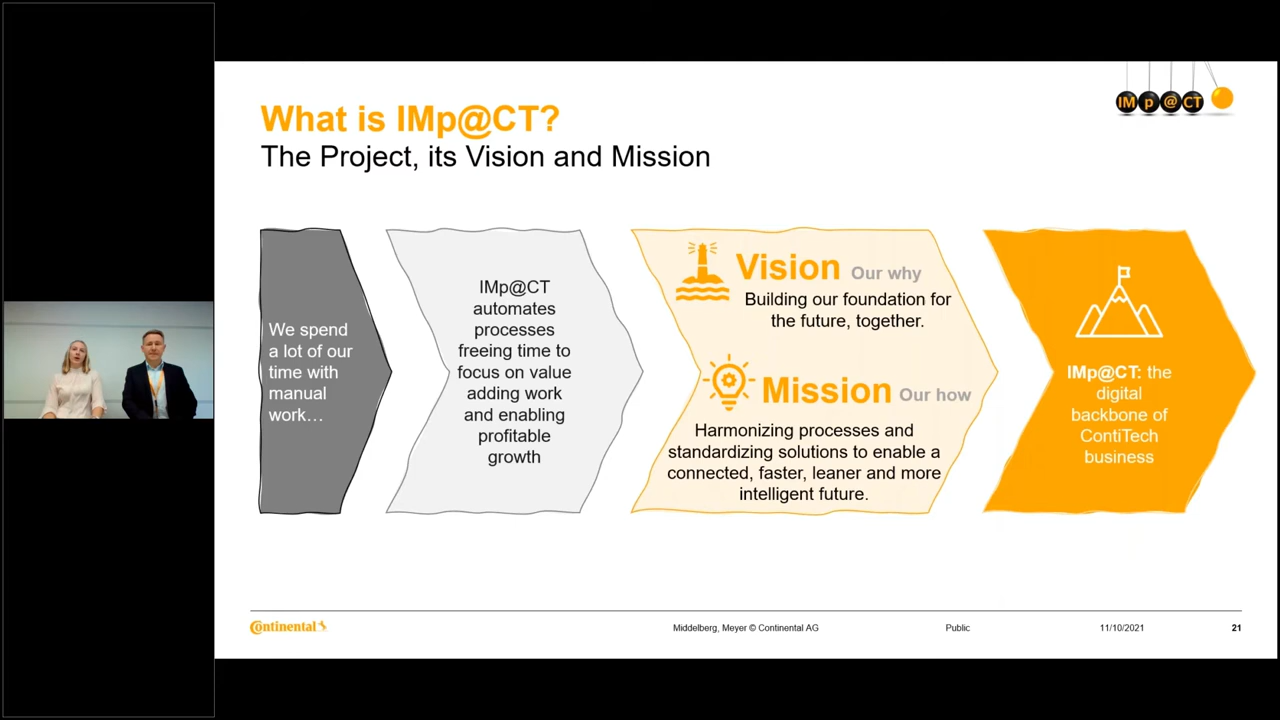 IM p @ CT
What is IMp@CT?
The Project, its Vision and Mission
We spend
a lot of our
time with
manual
work…
IMp@CT
automates
processes
freeing time to
focus on value
adding work
and enabling
profitable
growth
Vision Our why
Building our foundation for
the future, together.
Mission Our how
Harmonizing processes and
standardizing solutions to enable a
connected, faster, leaner and more
intelligent future.
IMp@CT: the
digital
backbone of
ContiTech
business
Continental
Middelberg, Meyer © Continental AG
Public
11/10/2021
21